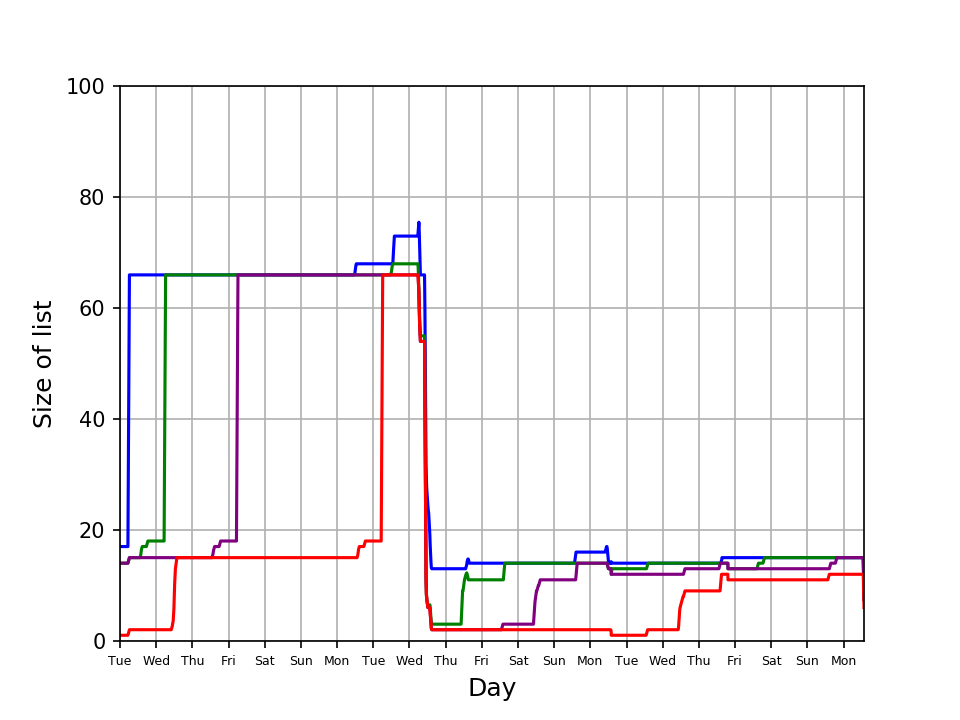 100
80
60
40
20
0
Size of list
Tue Wed Thu Fri Sat Sun Mon Tue Wed Thu Fri Sat Sun Mon Tue Wed Thu Fri Sat Sun Mon
Day